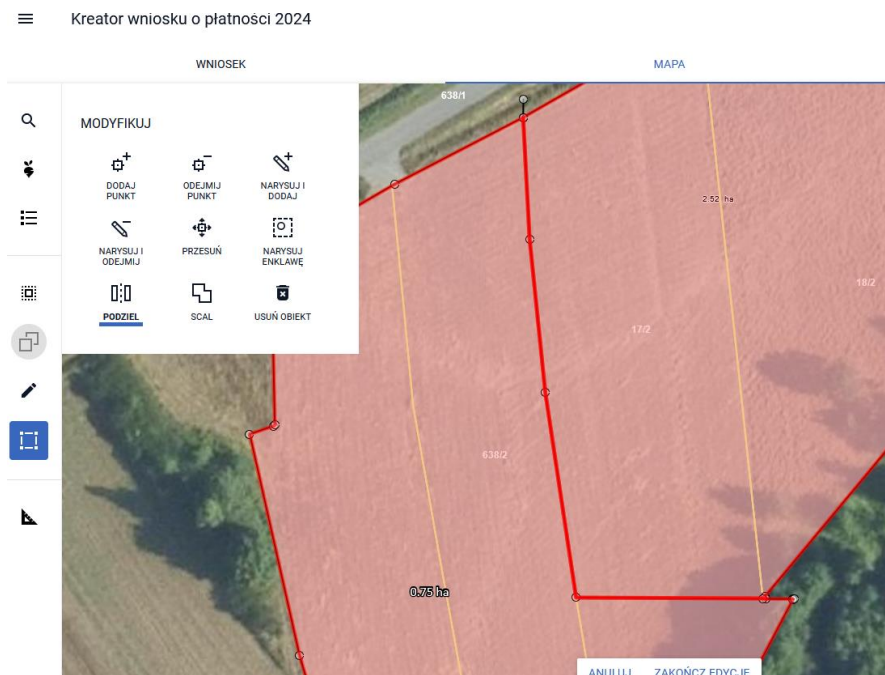 Kreator wniosku o płatności 2024
WNIOSEK
MAPA
MODYFIKUJ
DODAJ
PUNKT
ODEJMIJ
PUNKT
NARYSUJ I
DODAJ
NARYSUJ I
ODEJMIJ
PRZESUŃ
NARYSUJ
ENKLAWĘ
PODZIEL
SCAL
USUŃ OBIEKT
638/1
2.52 ha
18/2
17/2
638/2
0.75 ha
ANULUJ
ZAKOŃCZ EDYCJĘ